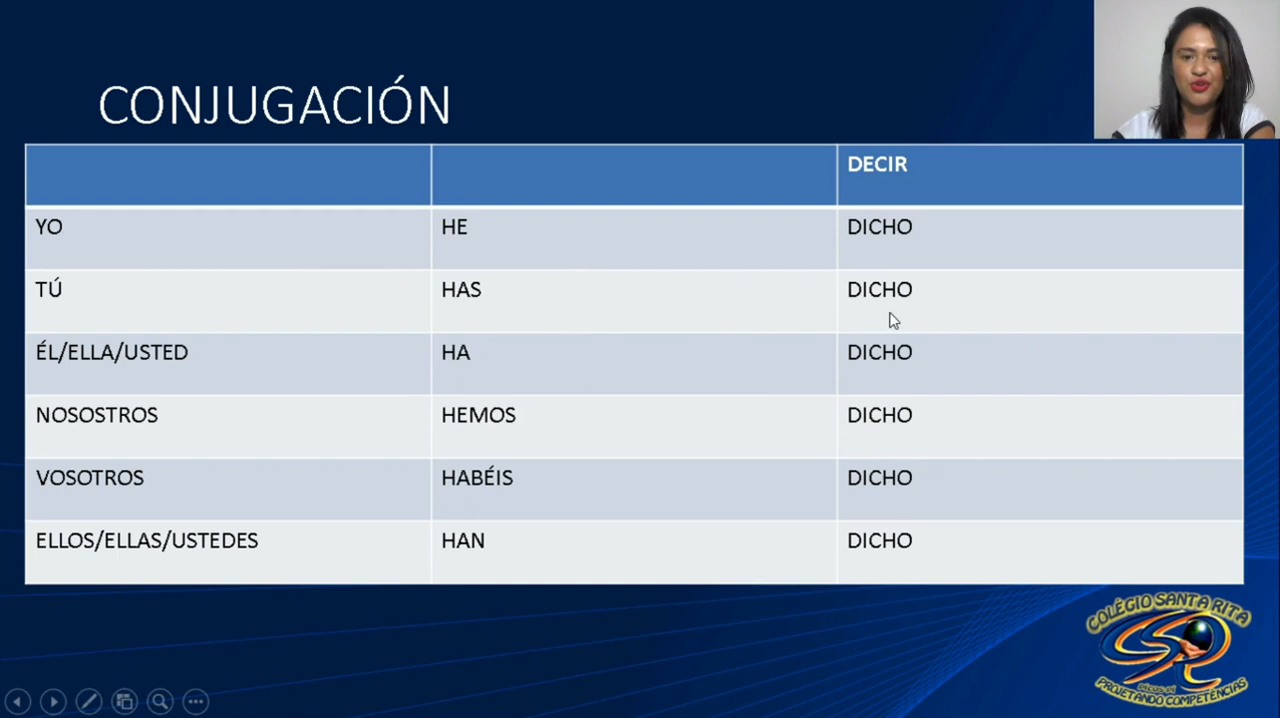 CONJUGACIÓN
DECIR
YO HE DICHO
TÚ HAS DICHO
ÉL/ELLA/USTED HA DICHO
NOSOSTROS HEMOS DICHO
VOSOTROS HABÉIS DICHO
ELLOS/ELLAS/USTEDES HAN DICHO
COLÉGIO SANTA RITA
PROJETANDO COMPETÊNCIAS